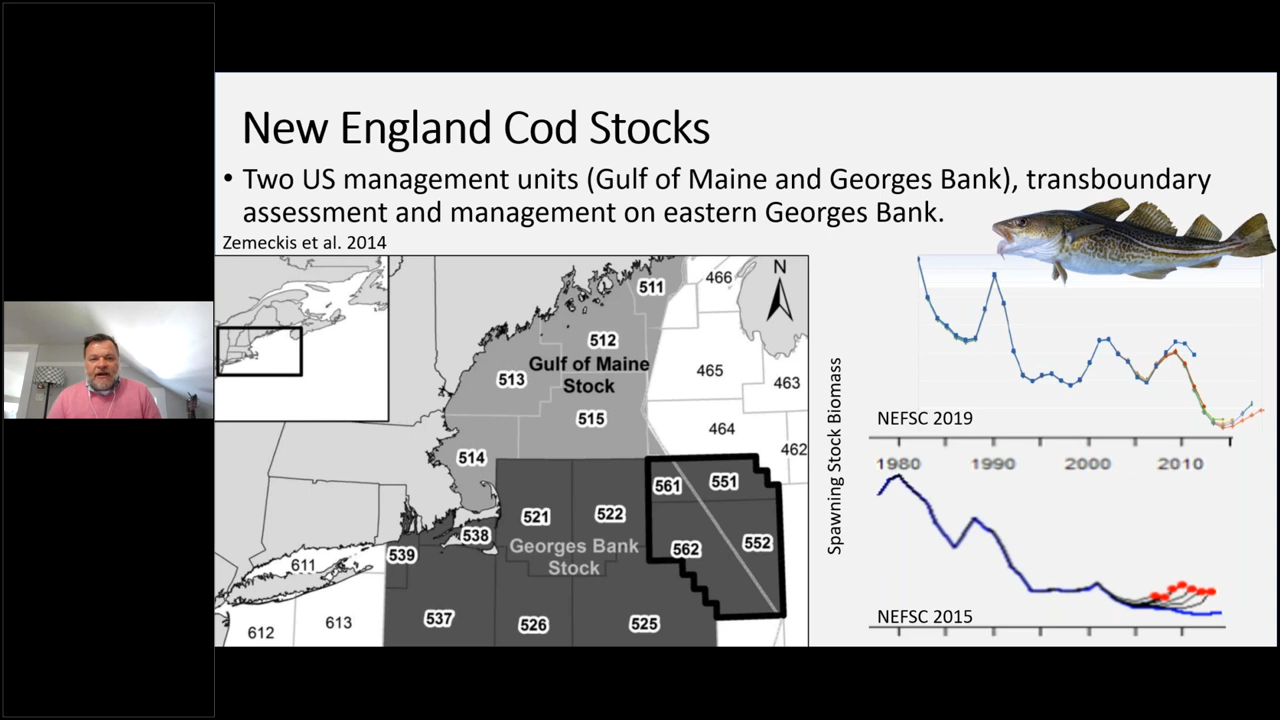 New England Cod Stocks
• Two US management units (Gulf of Maine and Georges Bank), transboundary
assessment and management on eastern Georges Bank.
Zemeckis et al. 2014
N
511
466
512
Gulf of Maine
Stock
513
465
463
515
464
462
514
561
551
521
522
538
Georges Bank
Stock
562
552
539
611
612
613
537
526
525
Spawning Stock Biomass
NEFSC 2019
1980
1990
2000
2010
NEFSC 2015